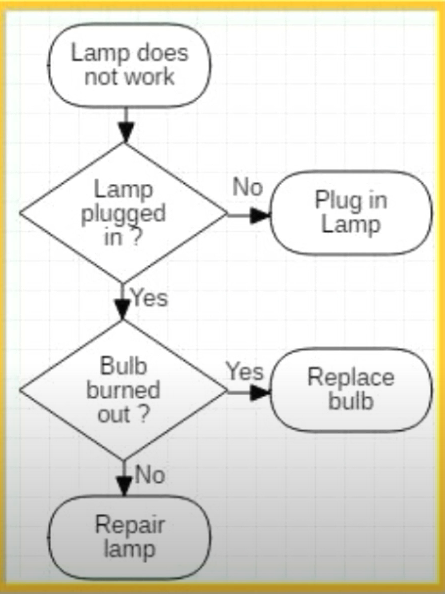 Lamp does
not work
Lamp
plugged
in ?
No
Plug in
Lamp
Yes
Bulb
burned
out ?
Yes
Replace
bulb
No
Repair
lamp